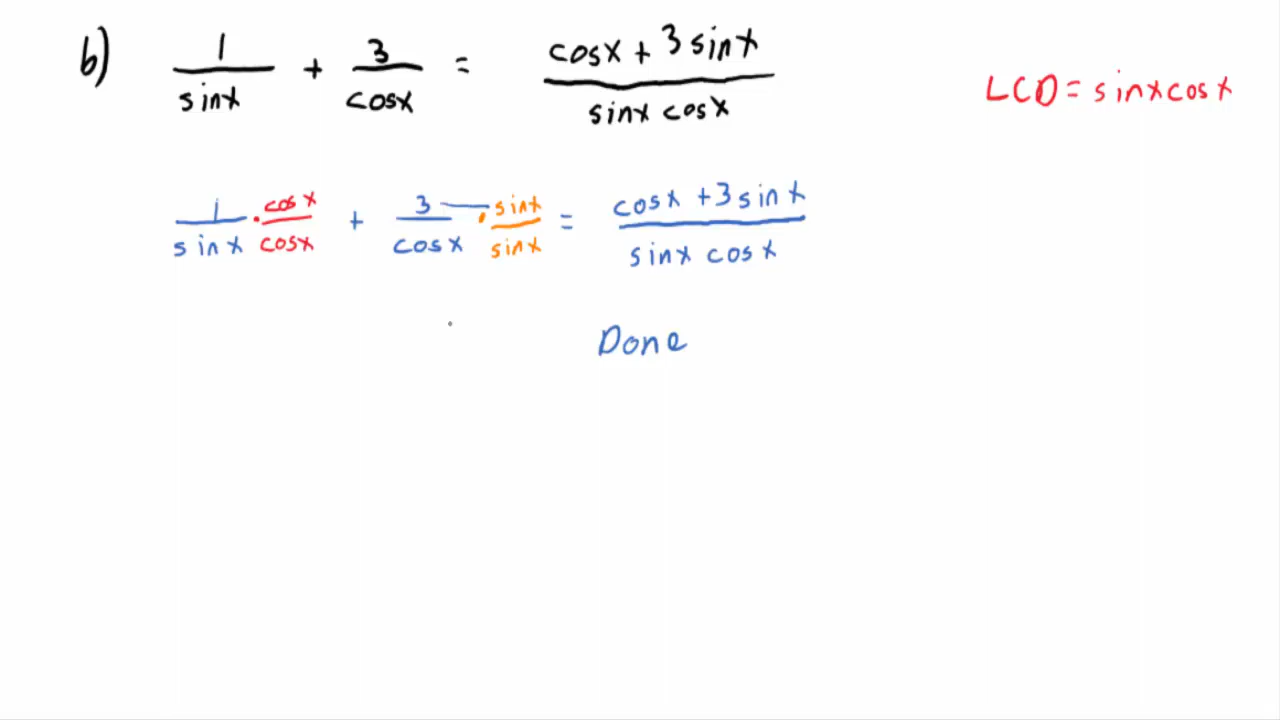 b) 1/sinx + 3/cosx = cosx + 3sinx / sinx cosx
LCD = sinxcosx
1/sinx · cosx/cosx + 3/cosx · sinx/sinx = cosx + 3sinx / sinx cosx
Done